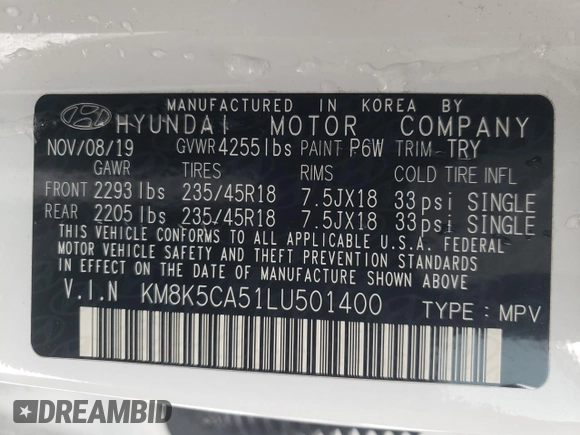 MANUFACTURED IN KOREA BY
HYUNDAI MOTOR COMPANY
NOV/08/19 GVWR 4255lbs PAINT P6W TRIM TRY
GAWR TIRES RIMS COLD TIRE INFL
FRONT 2293lbs 235/45R18 7.5JX18 33psi SINGLE
REAR 2205lbs 235/45R18 7.5JX18 33psi SINGLE
THIS VEHICLE CONFORMS TO ALL APPLICABLE U.S.A. FEDERAL
MOTOR VEHICLE SAFETY AND THEFT PREVENTION STANDARDS
IN EFFECT ON THE DATE OF MANUFACTURE SHOWN ABOVE
V.I.N KM8K5CA51LU501400 TYPE: MPV
DREAMBID